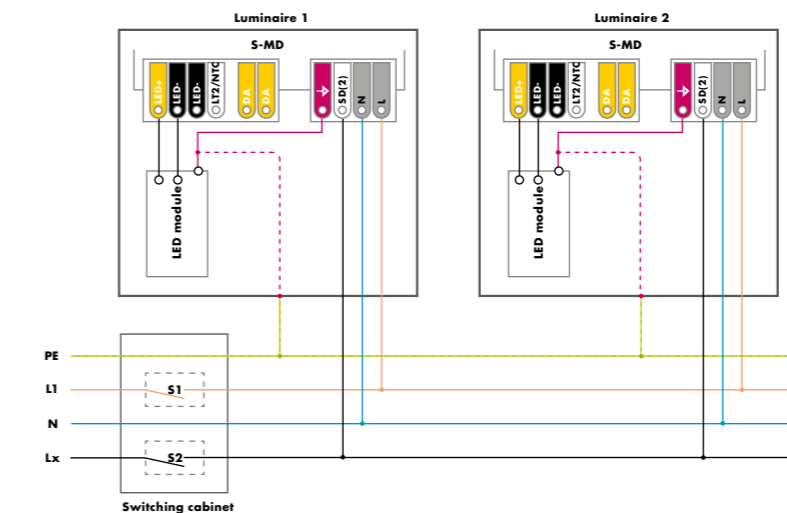 Luminaire 1
S-MD
LED+
LED-
LED-
LT2/NTC
DA
DA
SD(2)
N
L
LED module
Luminaire 2
S-MD
LED+
LED-
LED-
LT2/NTC
DA
DA
SD(2)
N
L
LED module
PE
L1
S1
N
Lx
S2
Switching cabinet